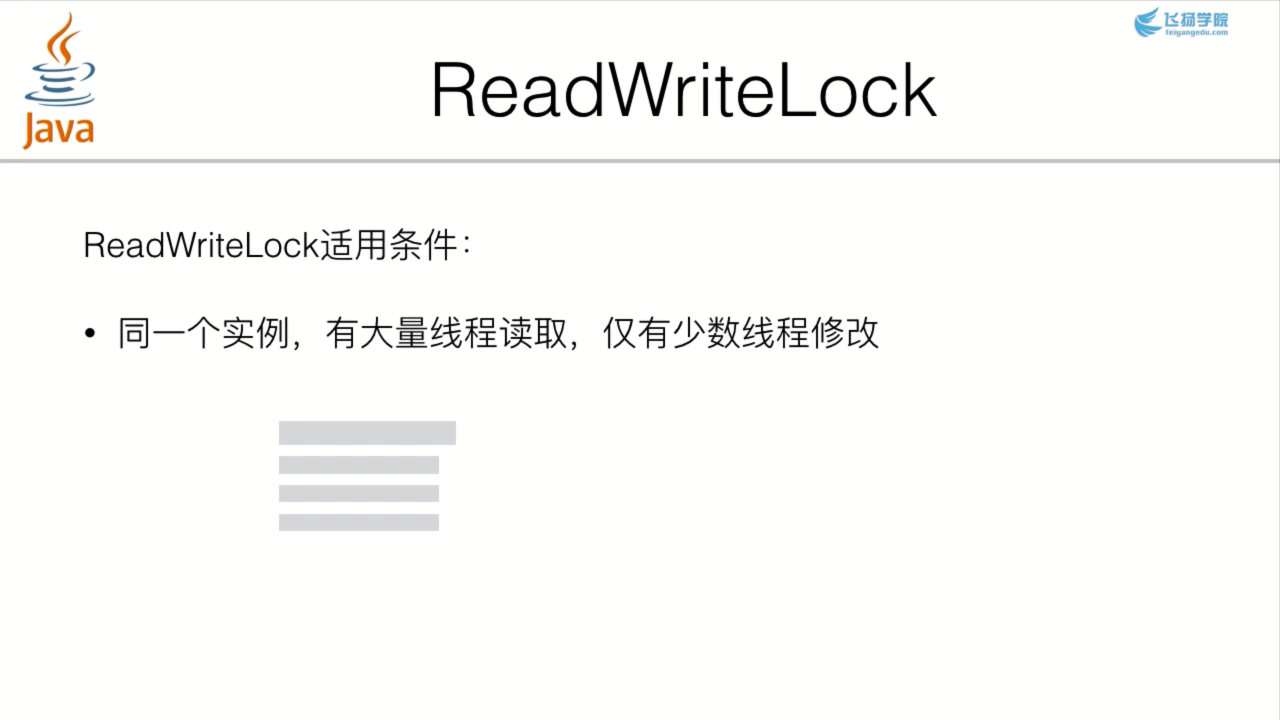 飞扬学院
feiyangedu.com
Java
ReadWriteLock
ReadWriteLock适用条件：
• 同一个实例，有大量线程读取，仅有少数线程修改